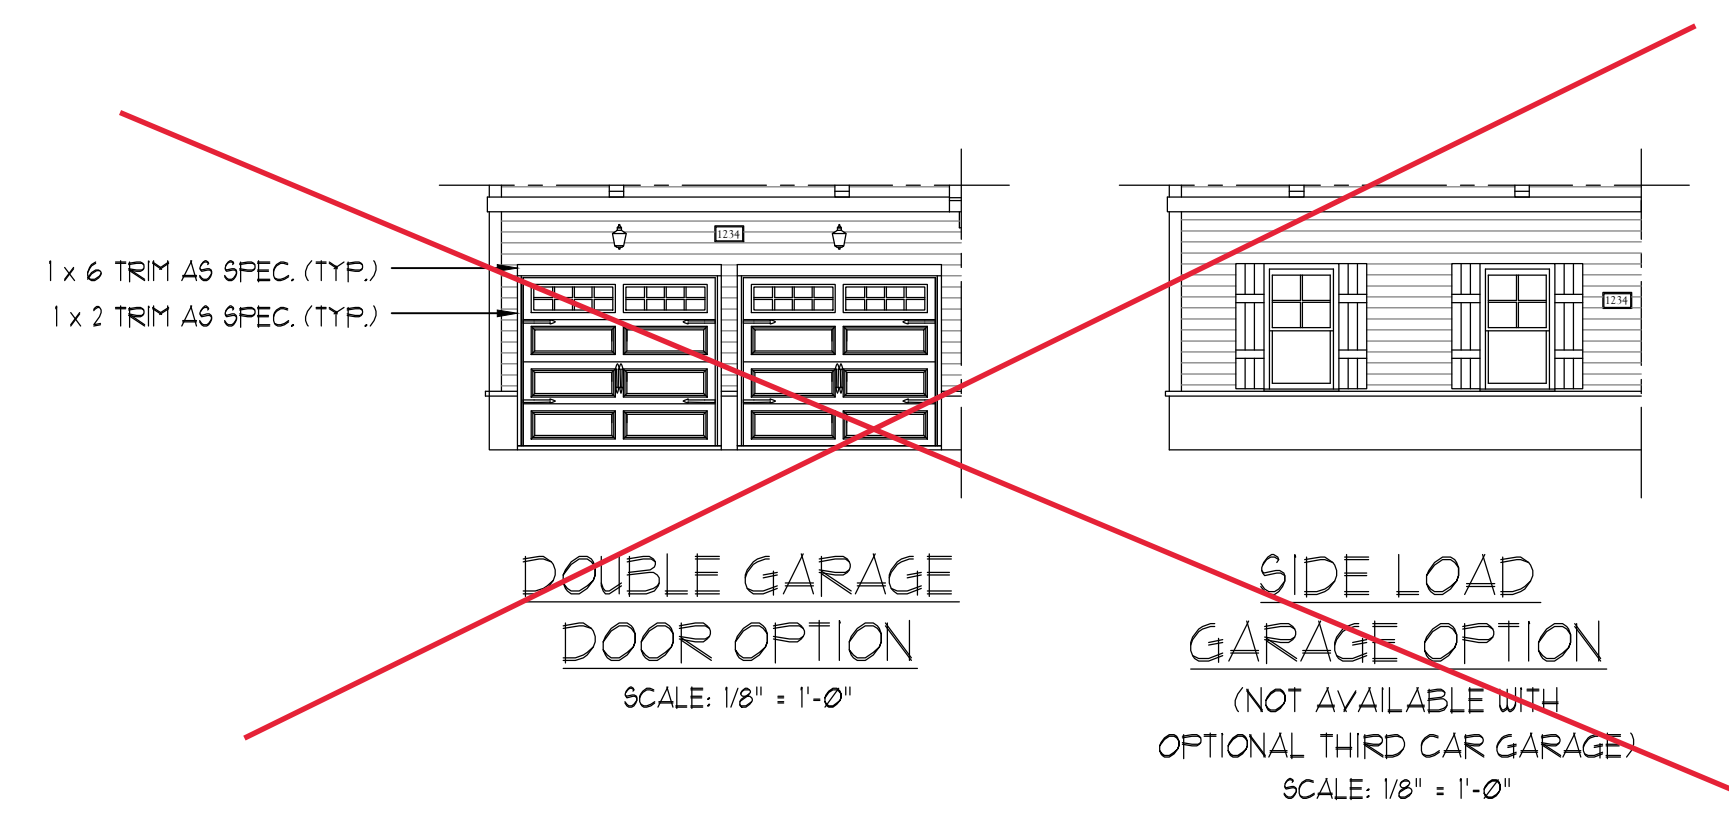 1234
1 x 6 TRIM AS SPEC. (TYP.)
1 x 2 TRIM AS SPEC. (TYP.)
DOUBLE GARAGE
DOOR OPTION
SCALE: 1/8" = 1'-0"
1234
SIDE LOAD
GARAGE OPTION
(NOT AVAILABLE WITH
OPTIONAL THIRD CAR GARAGE)
SCALE: 1/8" = 1'-0"